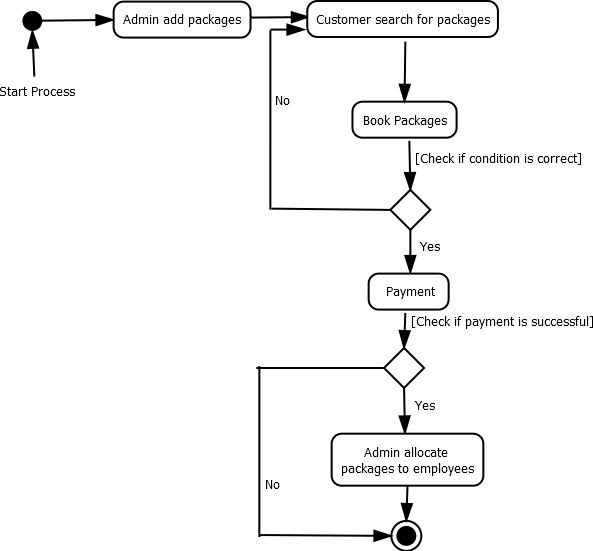 Admin add packages
Customer search for packages
Start Process
No
Book Packages
[Check if condition is correct]
Yes
Payment
[Check if payment is successful]
Yes
Admin allocate
packages to employees
No